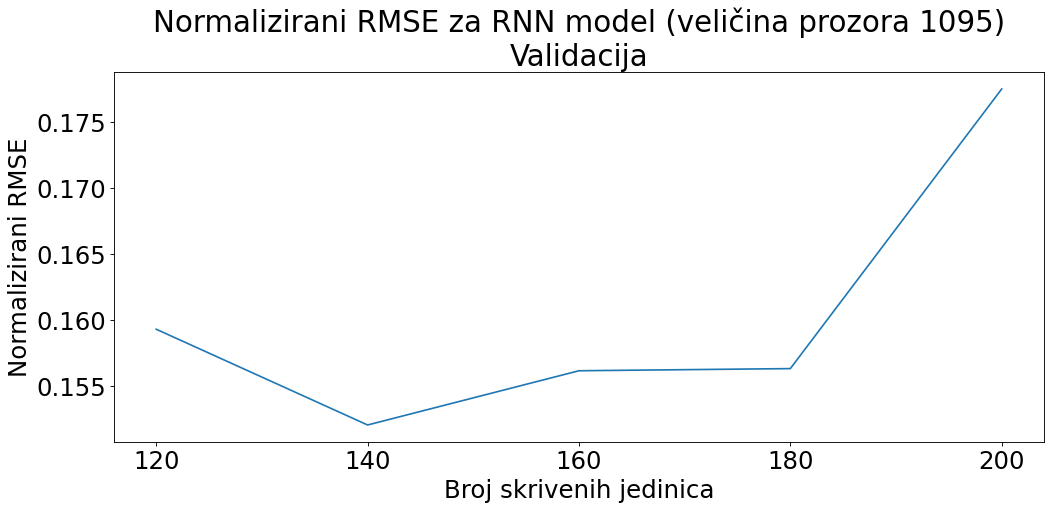 Normalizirani RMSE za RNN model (veličina prozora 1095)
Validacija
Normalizirani RMSE
0.175
0.170
0.165
0.160
0.155
120 140 160 180 200
Broj skrivenih jedinica